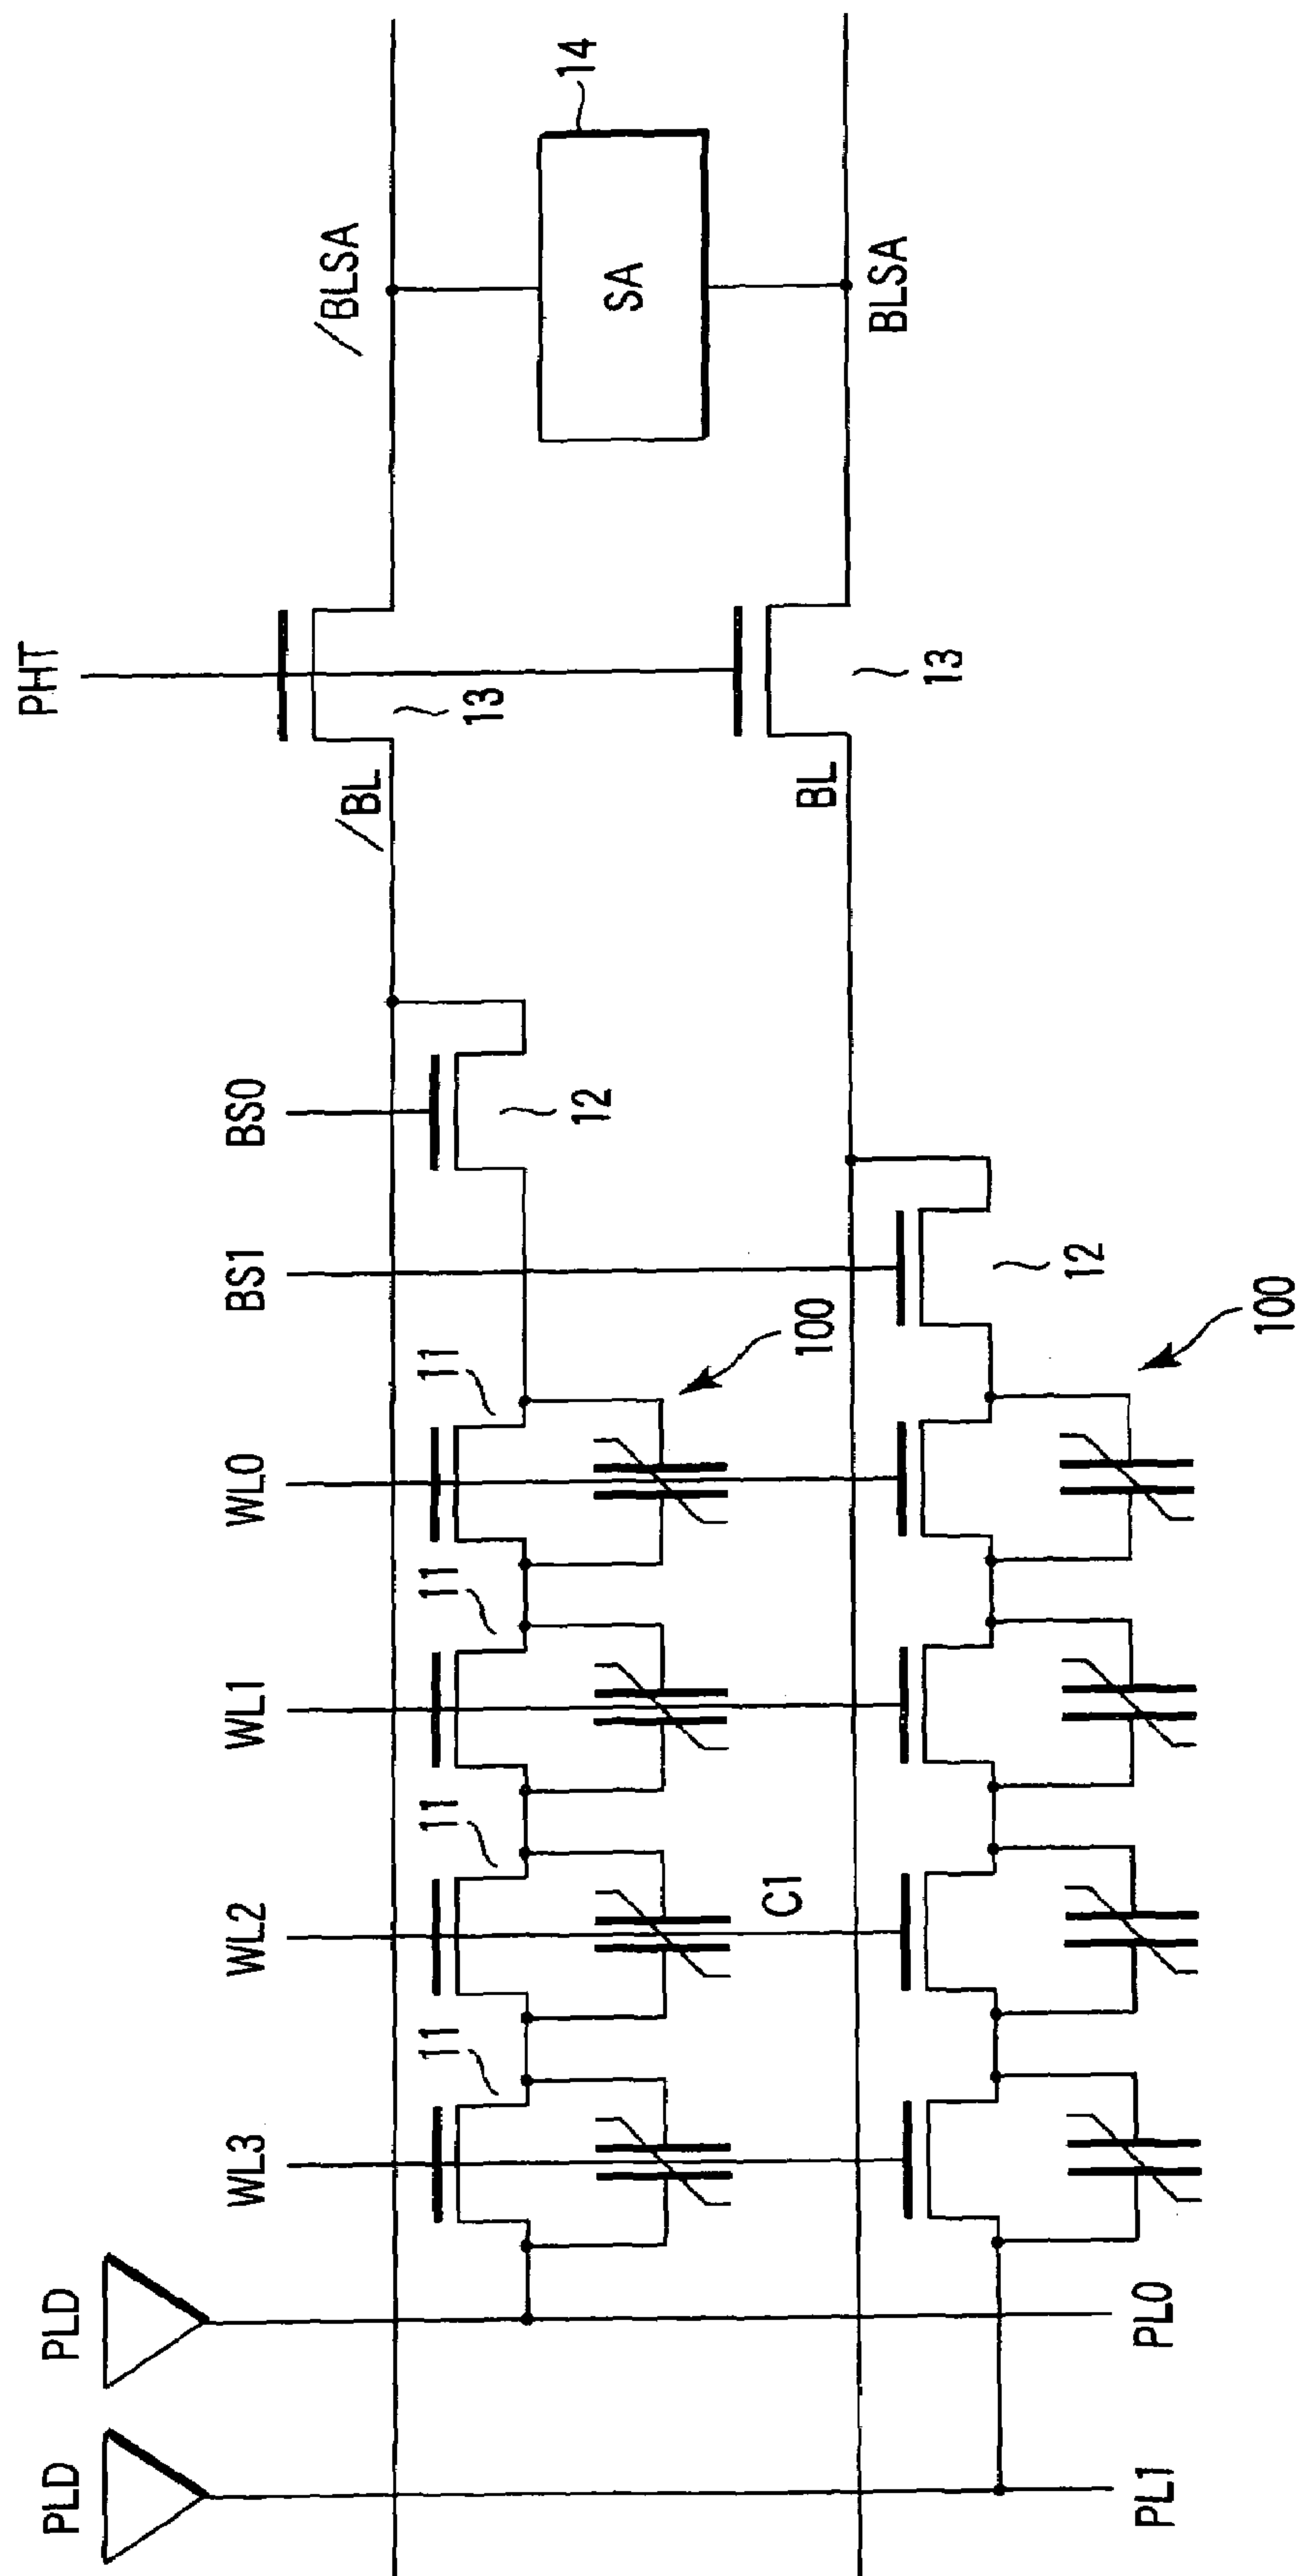 PLD
PLD
WL3
WL2
WL1
WL0
BS1
BS0
PHT
/BL
/BLSA
11
11
11
11
12
13
14
SA
C1
100
BL
13
BLSA
12
100
PL1
PL0